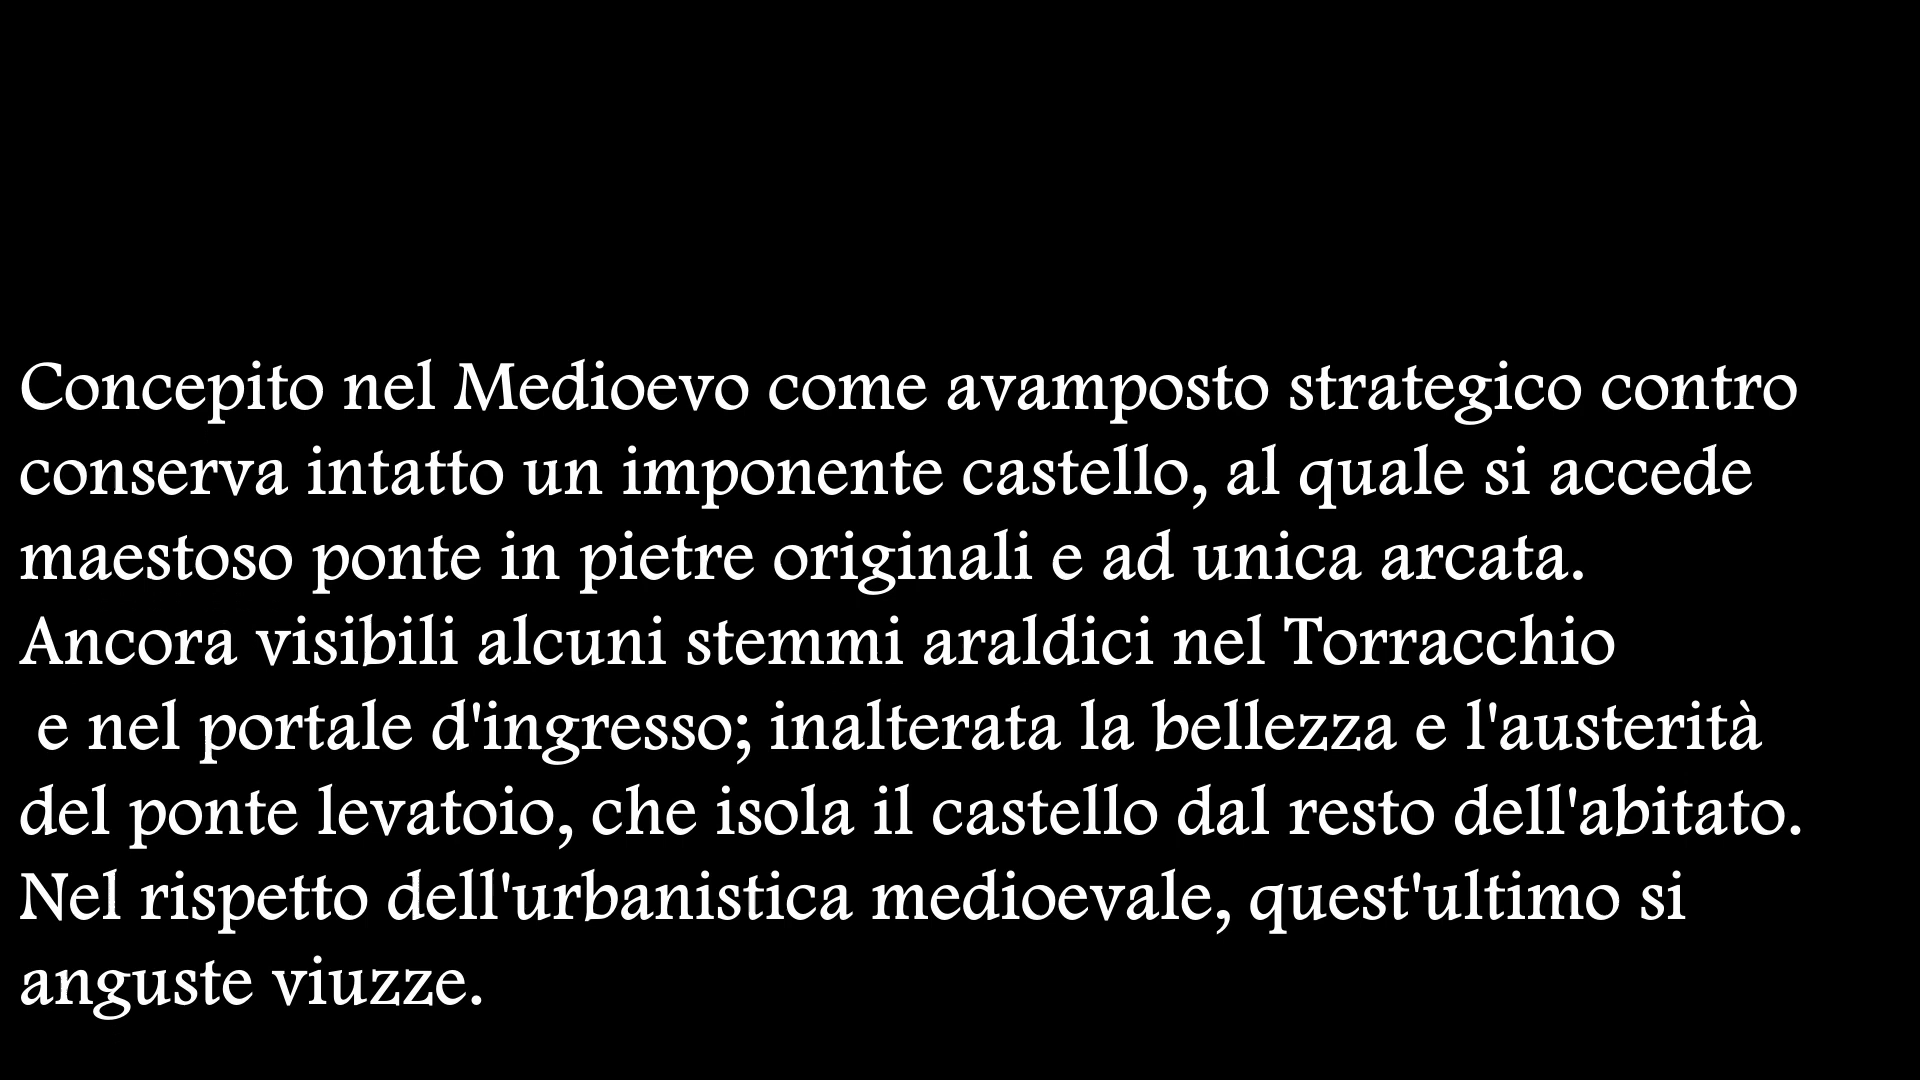 Concepito nel Medioevo come avamposto strategico contro
conserva intatto un imponente castello, al quale si accede
maestoso ponte in pietre originali e ad unica arcata.
Ancora visibili alcuni stemmi araldici nel Torracchio
e nel portale d'ingresso; inalterata la bellezza e l'austerità
del ponte levatoio, che isola il castello dal resto dell'abitato.
Nel rispetto dell'urbanistica medioevale, quest'ultimo si
anguste viuzze.